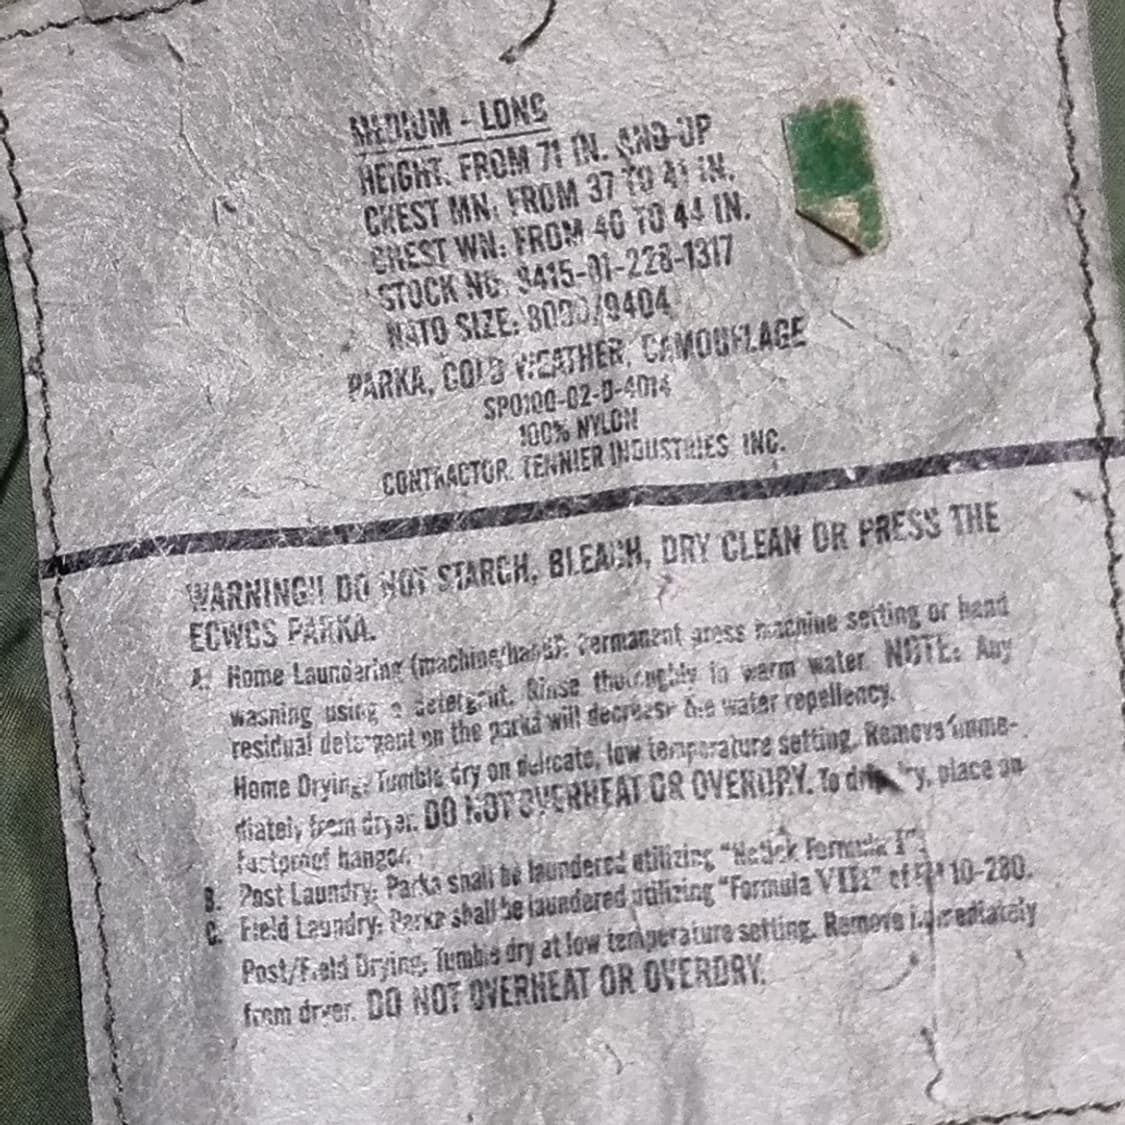 MEDIUM - LONG
HEIGHT: FROM 71 IN. AND UP
CHEST MN: FROM 37 TO 41 IN.
CHEST WN: FROM 40 TO 44 IN.
STOCK NO: 8415-01-228-1317
NATO SIZE: 8090/9404
PARKA, COLD WEATHER, CAMOUFLAGE
SPO100-02-D-4014
100% NYLON
CONTRACTOR. TENNIER INDUSTRIES INC.
WARNING!! DO NOT STARCH, BLEACH, DRY CLEAN OR PRESS THE
ECWCS PARKA.
A: Home Laundering (machine/hand): Permanent press machine setting or hand
washing using a detergent. Rinse thoroughly in warm water. NOTE: Any
residual detergent on the parka will decrease the water repellency.
Home Drying: Tumble dry on delicate, low temperature setting. Remove imme-
diately from dryer. DO NOT OVERHEAT OR OVERDRY. To drip dry, place on
rustproof hanger.
B. Post Laundry: Parka shall be laundered utilizing "Natick Formula I".
C. Field Laundry: Parka shall be laundered utilizing "Formula VIII" of FM 10-280.
Post/Field Drying: Tumble dry at low temperature setting. Remove immediately
from dryer. DO NOT OVERHEAT OR OVERDRY.